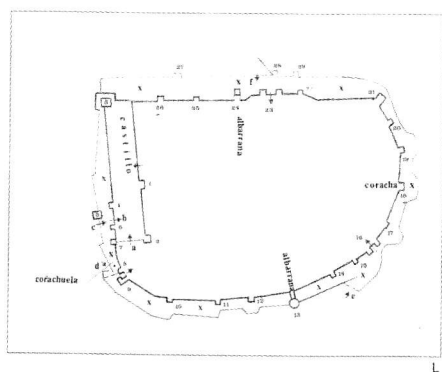 27
28
29
X
f
X
X
21
3
26
25
24
23
20
castillo
albarrana
19
X
1
coracha
X
18
4
5
b
c
6
17
16
7
a
2
X
albarrana
d
8
15
corachuela
14
X
9
X
X
X
e
10
11
12
13
L